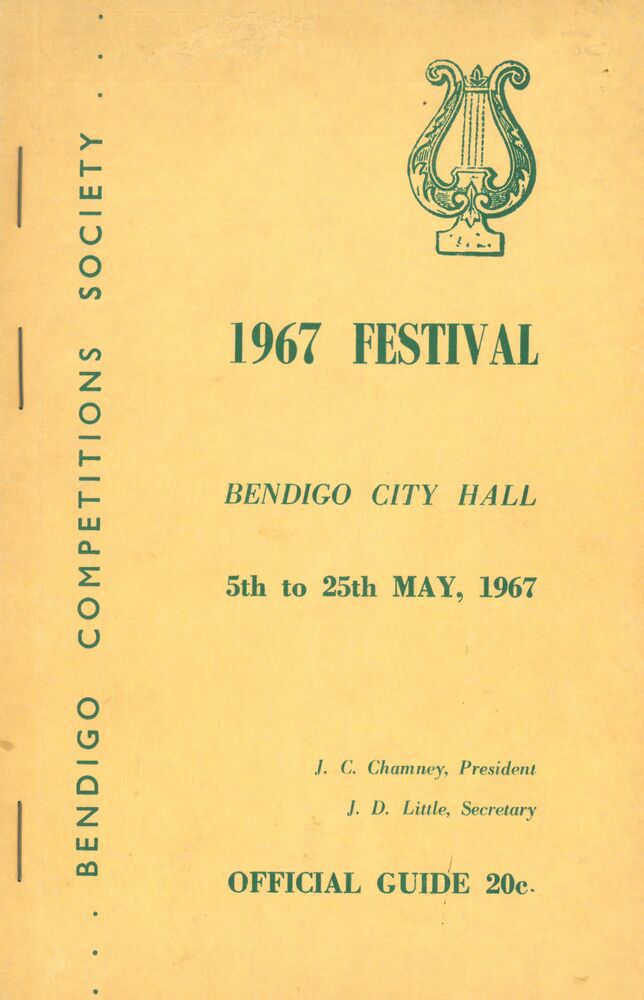 . . . BENDIGO COMPETITIONS SOCIETY . . .
1967 FESTIVAL
BENDIGO CITY HALL
5th to 25th MAY, 1967
J. C. Chamney, President
J. D. Little, Secretary
OFFICIAL GUIDE 20c.